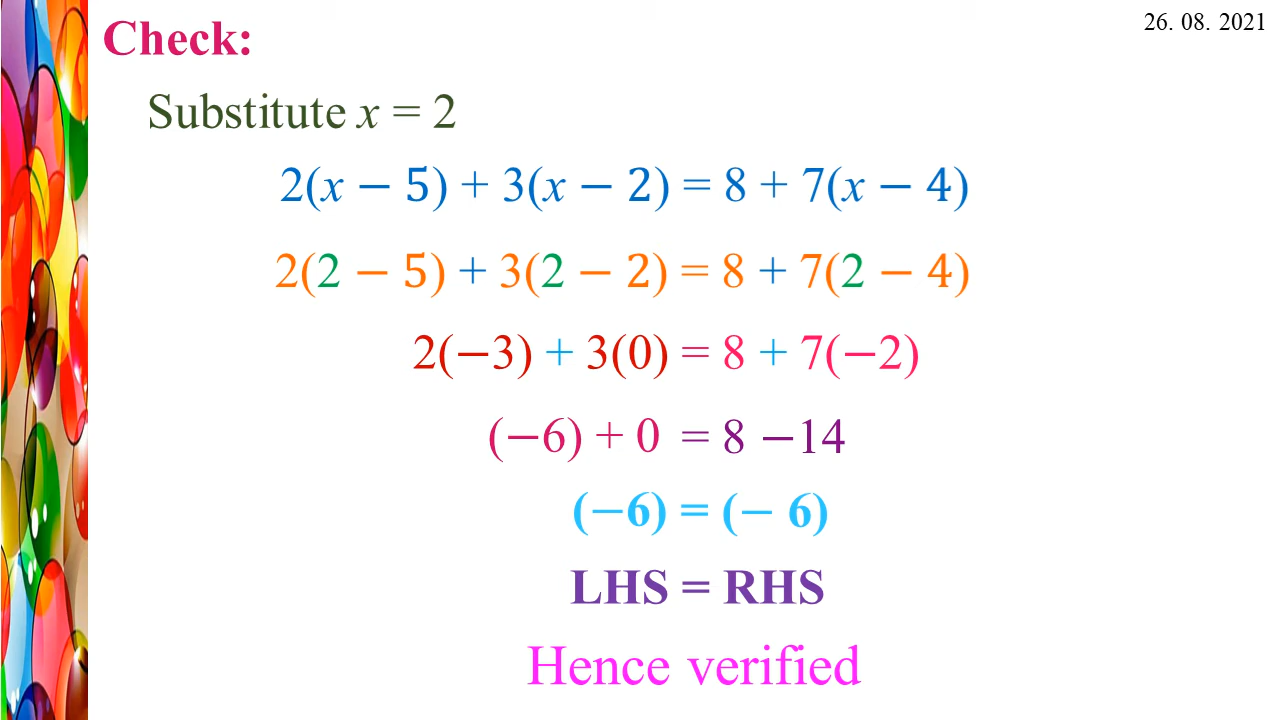 26. 08. 2021
Check:
Substitute x = 2
2(x − 5) + 3(x − 2) = 8 + 7(x − 4)
2(2 − 5) + 3(2 − 2) = 8 + 7(2 − 4)
2(−3) + 3(0) = 8 + 7(−2)
(−6) + 0 = 8 −14
(−6) = (− 6)
LHS = RHS
Hence verified